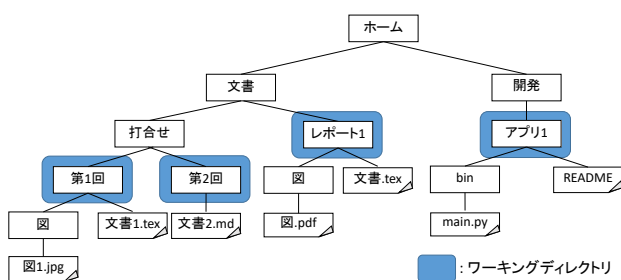 ホーム
文書
開発
打合せ
レポート1
アプリ1
第1回
第2回
図
文書.tex
bin
README
図
文書1.tex
文書2.md
図.pdf
main.py
図1.jpg
: ワーキングディレクトリ